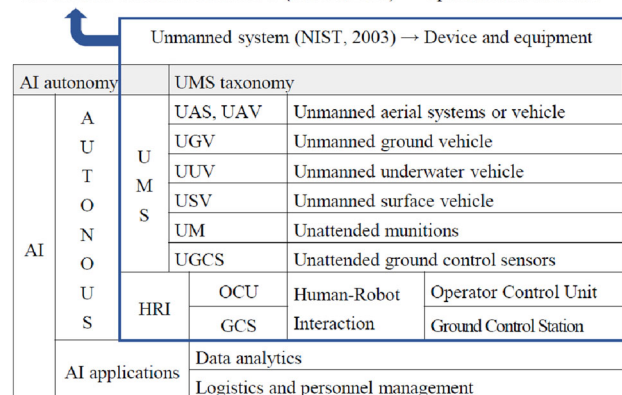 Unmanned system (NIST, 2003) → Device and equipment
AI autonomy UMS taxonomy
AI
A
U
T
O
N
O
U
S
U
M
S
UAS, UAV Unmanned aerial systems or vehicle
UGV Unmanned ground vehicle
UUV Unmanned underwater vehicle
USV Unmanned surface vehicle
UM Unattended munitions
UGCS Unattended ground control sensors
HRI
OCU Human-Robot Operator Control Unit
GCS Interaction Ground Control Station
AI applications
Data analytics
Logistics and personnel management